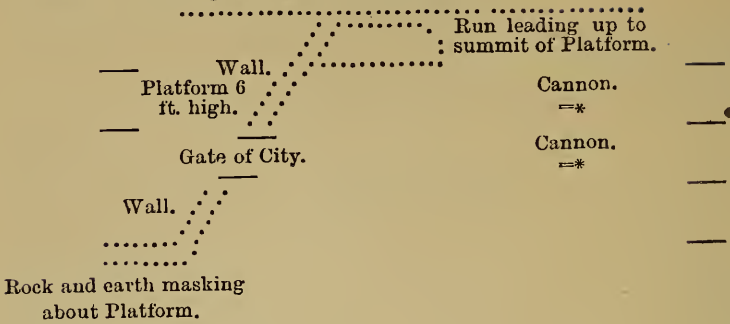 Run leading up to
summit of Platform.
Wall.
Platform 6
ft. high.
Cannon.
Gate of City.
Cannon.
Wall.
Rock and earth masking
about Platform.